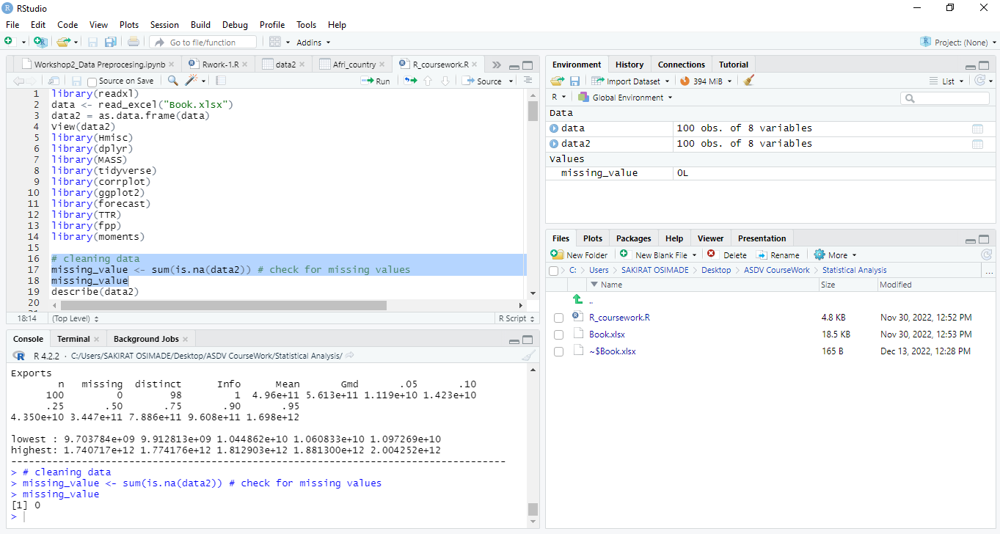 RStudio
File Edit Code View Plots Session Build Debug Profile Tools Help
Go to file/function Addins Project: (None)
Workshop2_Data Preprocesing.ipynb Rwork-1.R data2 Afri_country R_coursework.R
Source on Save Run Source
1 library(readxl)
2 data <- read_excel("Book.xlsx")
3 data2 = as.data.frame(data)
4 View(data2)
5 library(Hmisc)
6 library(dplyr)
7 library(MASS)
8 library(tidyverse)
9 library(corrplot)
10 library(ggplot2)
11 library(forecast)
12 library(TTR)
13 library(fpp)
14 library(moments)
15
16 # cleaning data
17 missing_value <- sum(is.na(data2)) # check for missing values
18 missing_value
19 describe(data2)
20
18:14 (Top Level) R Script
Console Terminal Background Jobs
R 4.2.2 · C:/Users/SAKIRAT OSIMADE/Desktop/ASDV CourseWork/Statistical Analysis/
Exports
n missing distinct Info Mean Gmd .05 .10
100 0 98 1 4.96e+11 5.613e+11 1.119e+10 1.423e+10
.25 .50 .75 .90 .95
4.350e+10 3.447e+11 7.886e+11 9.608e+11 1.698e+12
lowest : 9.703784e+09 9.912813e+09 1.044862e+10 1.060833e+10 1.097269e+10
highest: 1.740717e+12 1.774176e+12 1.812903e+12 1.881300e+12 2.004252e+12
--------------------------------------------------------------------------------
> # cleaning data
> missing_value <- sum(is.na(data2)) # check for missing values
> missing_value
[1] 0
>
Environment History Connections Tutorial
Import Dataset 394 MiB List
R Global Environment
Data
data 100 obs. of 8 variables
data2 100 obs. of 8 variables
Values
missing_value 0L
Files Plots Packages Help Viewer Presentation
New Folder New Blank File Delete Rename More
C: Users SAKIRAT OSIMADE Desktop ASDV CourseWork Statistical Analysis ...
Name Size Modified
..
R_coursework.R 4.8 KB Nov 30, 2022, 12:52 PM
Book.xlsx 18.5 KB Nov 30, 2022, 12:53 PM
~$Book.xlsx 165 B Dec 13, 2022, 12:28 PM